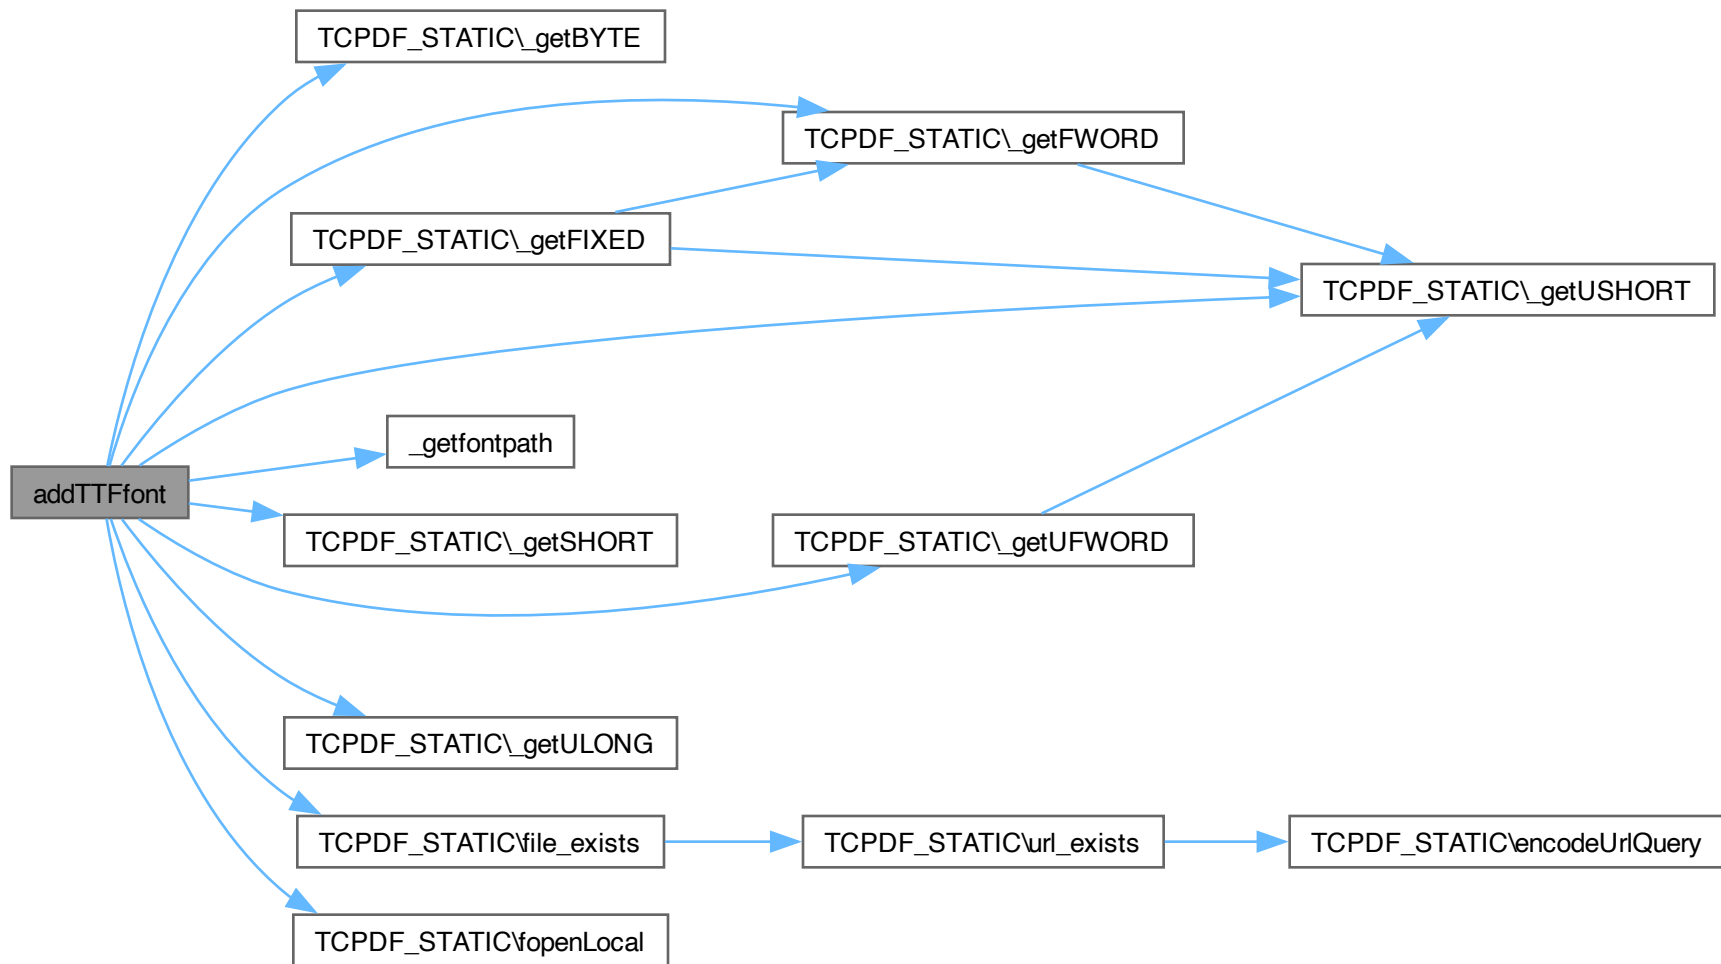 TCPDF_STATIC\_getBYTE
TCPDF_STATIC\_getFWORD
TCPDF_STATIC\_getFIXED
TCPDF_STATIC\_getUSHORT
_getfontpath
addTTFfont
TCPDF_STATIC\_getSHORT
TCPDF_STATIC\_getUFWORD
TCPDF_STATIC\_getULONG
TCPDF_STATIC\file_exists
TCPDF_STATIC\url_exists
TCPDF_STATIC\encodeUrlQuery
TCPDF_STATIC\fopenLocal